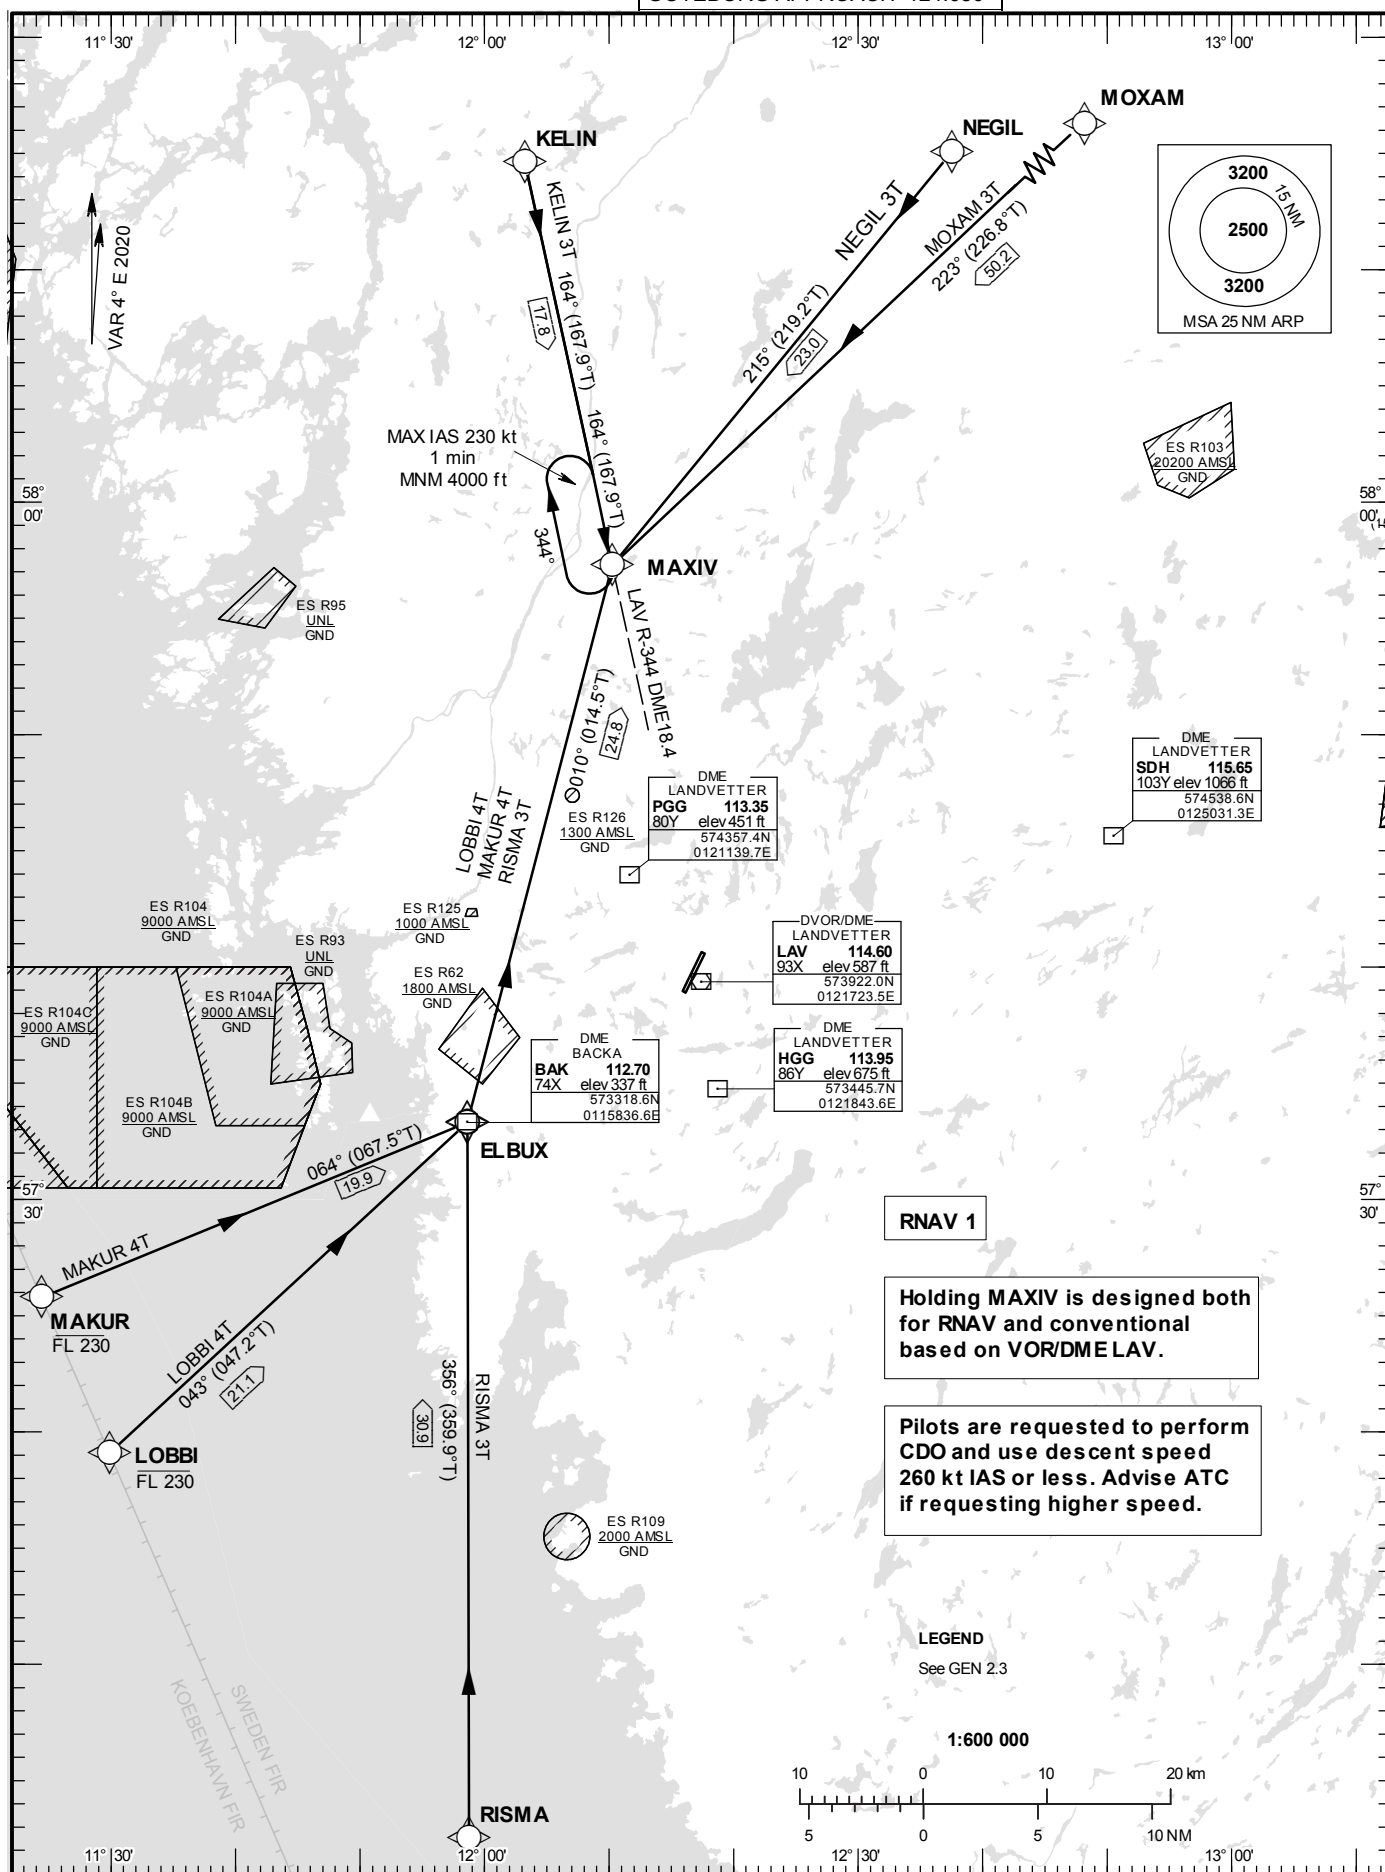 11° 30'
12° 00'
12° 30'
13° 00'
MOXAM
NEGIL
KELIN
3200
15 NM
2500
3200
MSA 25 NM ARP
VAR 4° E 2020
KELIN 3T
164° (167.9°T)
17.8
164° (167.9°T)
NEGIL 3T
215° (219.2°T)
23.0
MOXAM 3T
223° (226.8°T)
50.2
MAX IAS 230 kt
1 min
MNM 4000 ft
344°
ES R103
20200 AMSL
GND
58°
00'
58°
00'
MAXIV
LAV R-344 DME18.4
ES R95
UNL
GND
010° (014.5°T)
24.8
LOBBI 4T
MAKUR 4T
RISMA 3T
DME
LANDVETTER
SDH 115.65
103Y elev 1066 ft
574538.6N
0125031.3E
DME
LANDVETTER
PGG 113.35
80Y elev 451 ft
574357.4N
0121139.7E
ES R126
1300 AMSL
GND
ES R104
9000 AMSL
GND
ES R125
1000 AMSL
GND
ES R93
UNL
GND
DVOR/DME
LANDVETTER
LAV 114.60
93X elev 587 ft
573922.0N
0121723.5E
ES R62
1800 AMSL
GND
ES R104A
9000 AMSL
GND
ES R104C
9000 AMSL
GND
DME
LANDVETTER
HGG 113.95
86Y elev 675 ft
573445.7N
0121843.6E
DME
BACKA
BAK 112.70
74X elev 337 ft
573318.6N
0115836.6E
ES R104B
9000 AMSL
GND
ELBUX
064° (067.5°T)
19.9
57°
30'
57°
30'
RNAV 1
MAKUR 4T
MAKUR
FL 230
LOBBI 4T
043° (047.2°T)
21.1
Holding MAXIV is designed both
for RNAV and conventional
based on VOR/DME LAV.
RISMA 3T
356° (359.9°T)
30.9
LOBBI
FL 230
Pilots are requested to perform
CDO and use descent speed
260 kt IAS or less. Advise ATC
if requesting higher speed.
ES R109
2000 AMSL
GND
LEGEND
See GEN 2.3
SWEDEN FIR
KOEBENHAVN FIR
1:600 000
10 0 10 20 km
5 0 5 10 NM
RISMA
11° 30'
12° 00'
12° 30'
13° 00'